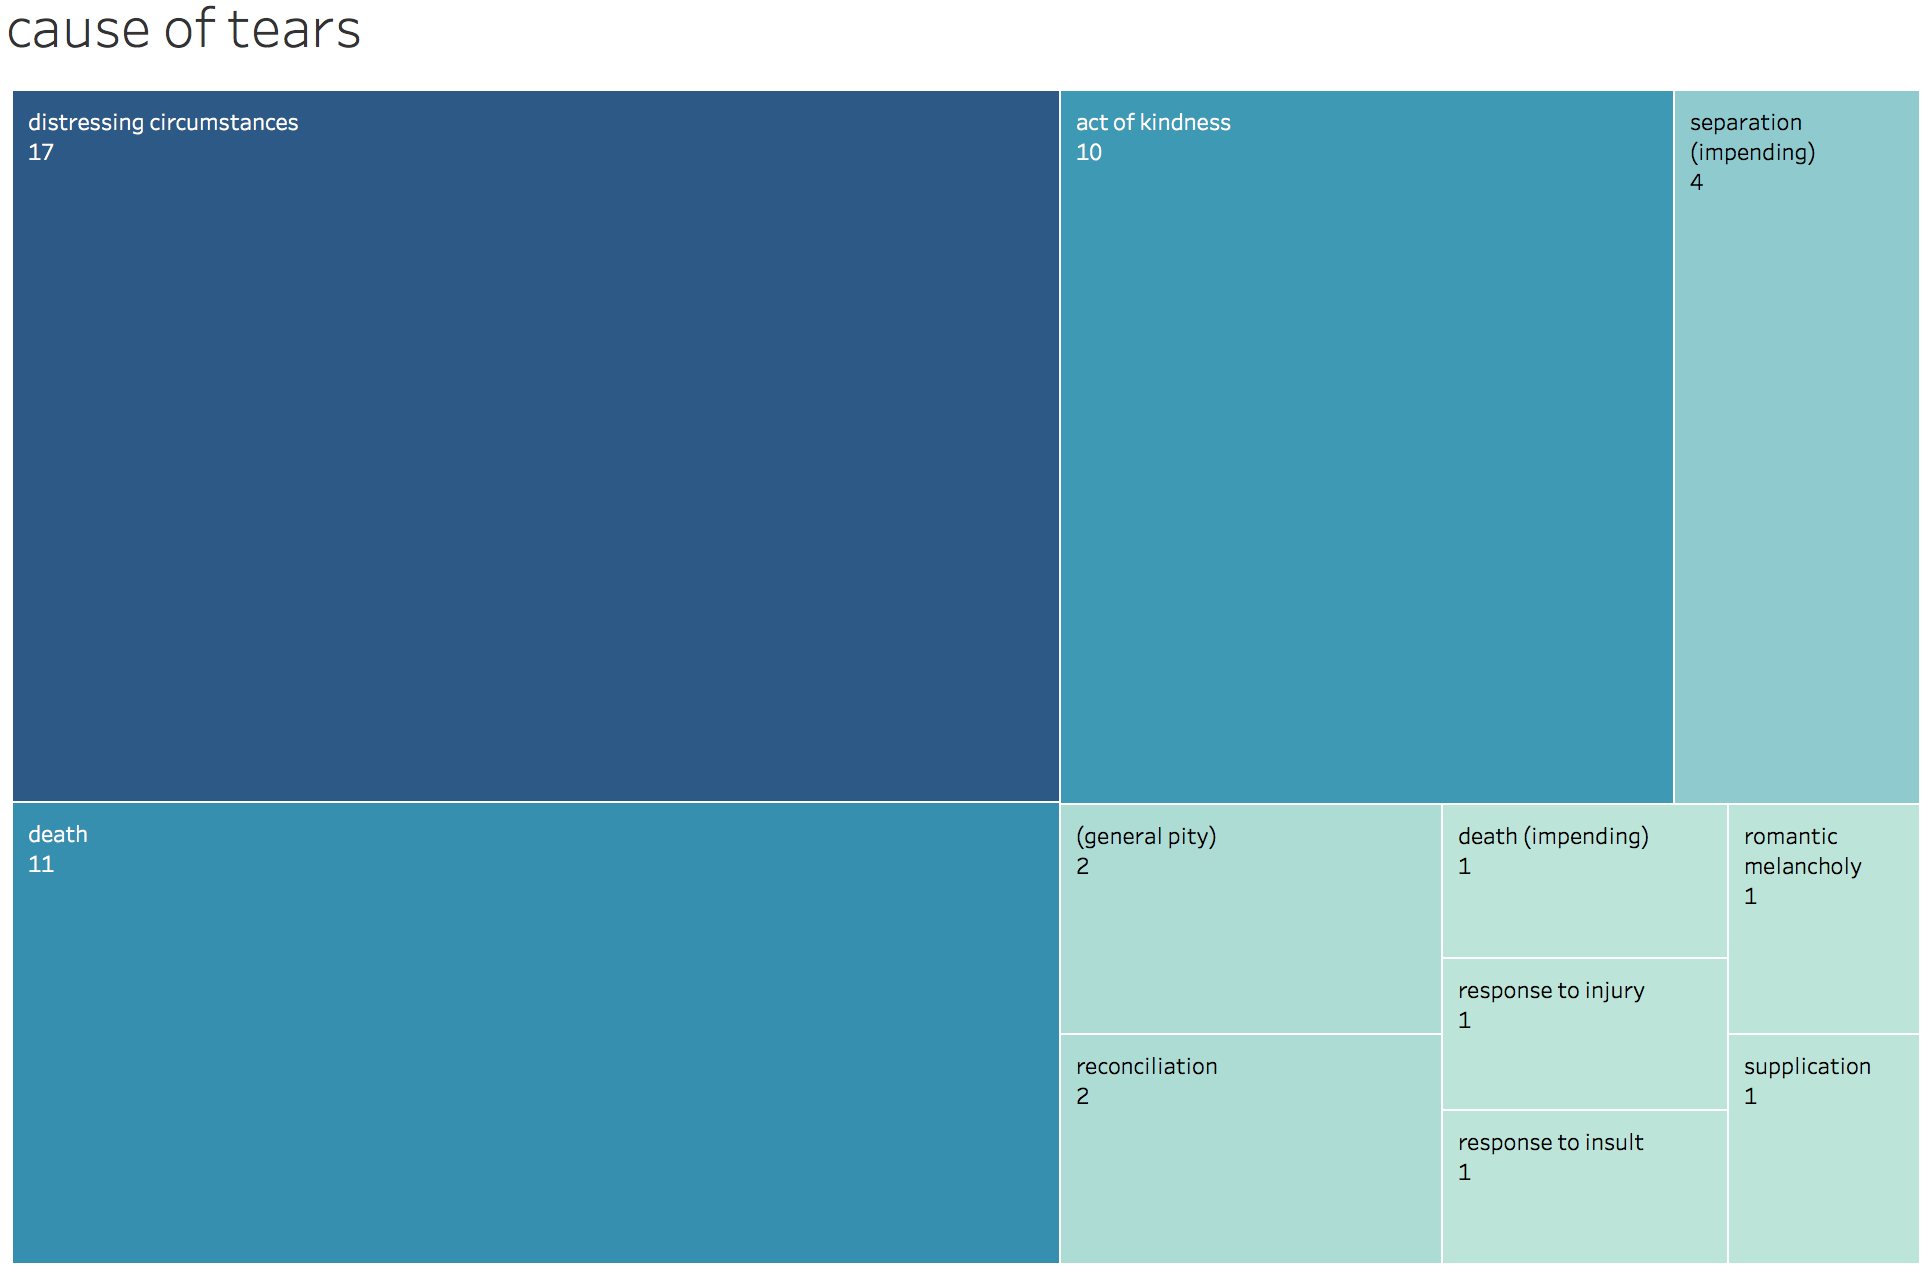 cause of tears
distressing circumstances
17
act of kindness
10
separation
(impending)
4
death
11
(general pity)
2
death (impending)
1
romantic
melancholy
1
response to injury
1
reconciliation
2
supplication
1
response to insult
1